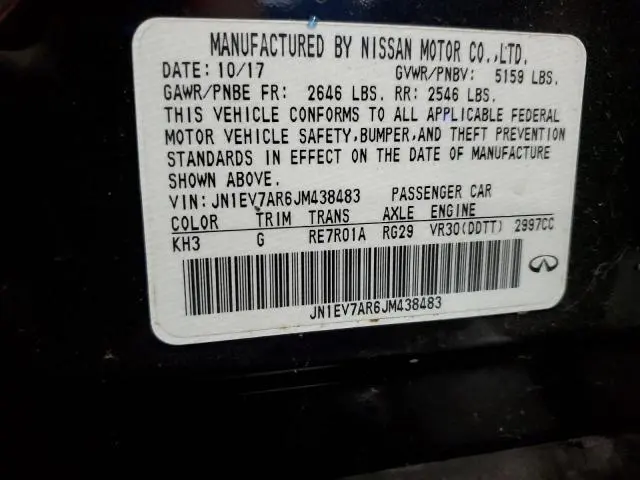 MANUFACTURED BY NISSAN MOTOR CO.,LTD.
DATE: 10/17 GVWR/PNBV: 5159 LBS.
GAWR/PNBE FR: 2646 LBS. RR: 2546 LBS.
THIS VEHICLE CONFORMS TO ALL APPLICABLE FEDERAL
MOTOR VEHICLE SAFETY,BUMPER,AND THEFT PREVENTION
STANDARDS IN EFFECT ON THE DATE OF MANUFACTURE
SHOWN ABOVE.
VIN: JN1EV7AR6JM438483 PASSENGER CAR
COLOR TRIM TRANS AXLE ENGINE
KH3 G RE7R01A RG29 VR30(DDTT) 2997CC
JN1EV7AR6JM438483